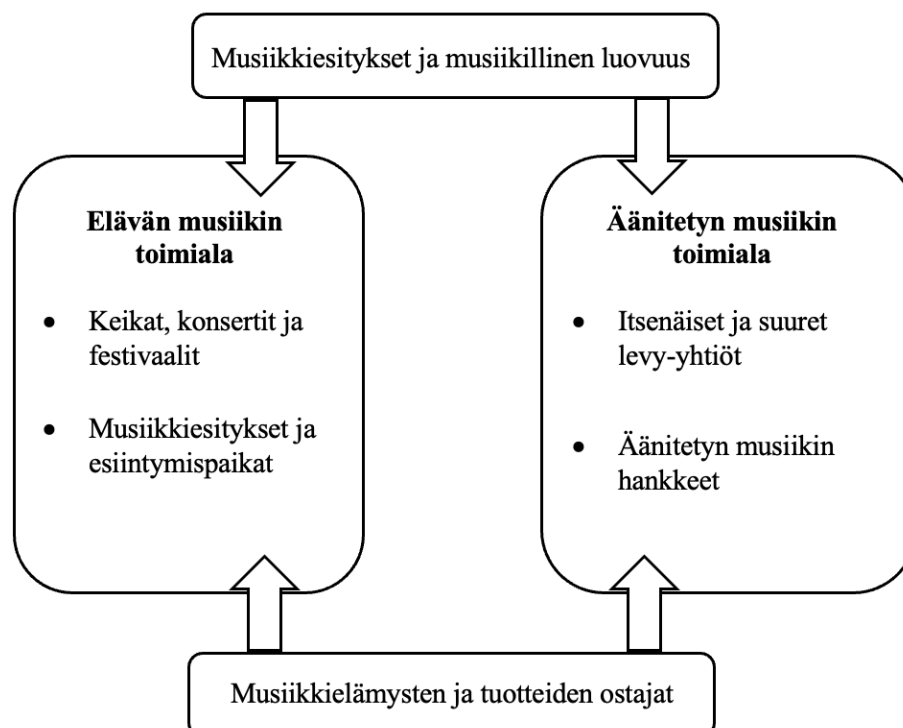 Musiikkiesitykset ja musiikillinen luovuus
Elävän musiikin
toimiala
• Keikat, konsertit ja
festivaalit
• Musiikkiesitykset ja
esiintymispaikat
Äänitetyn musiikin
toimiala
• Itsenäiset ja suuret
levy-yhtiöt
• Äänitetyn musiikin
hankkeet
Musiikkielämysten ja tuotteiden ostajat